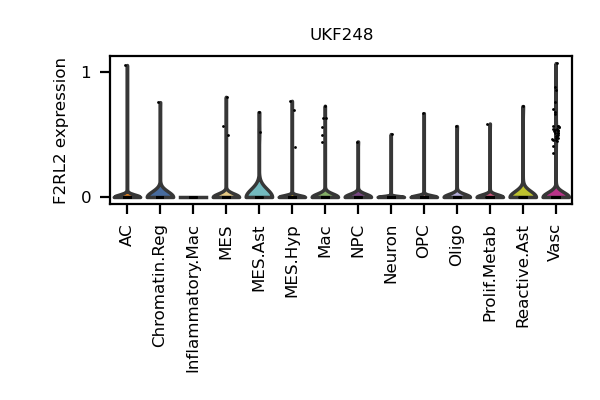 UKF248
F2RL2 expression
1
0
AC
Chromatin.Reg
Inflammatory.Mac
MES
MES.Ast
MES.Hyp
Mac
NPC
Neuron
OPC
Oligo
Prolif.Metab
Reactive.Ast
Vasc